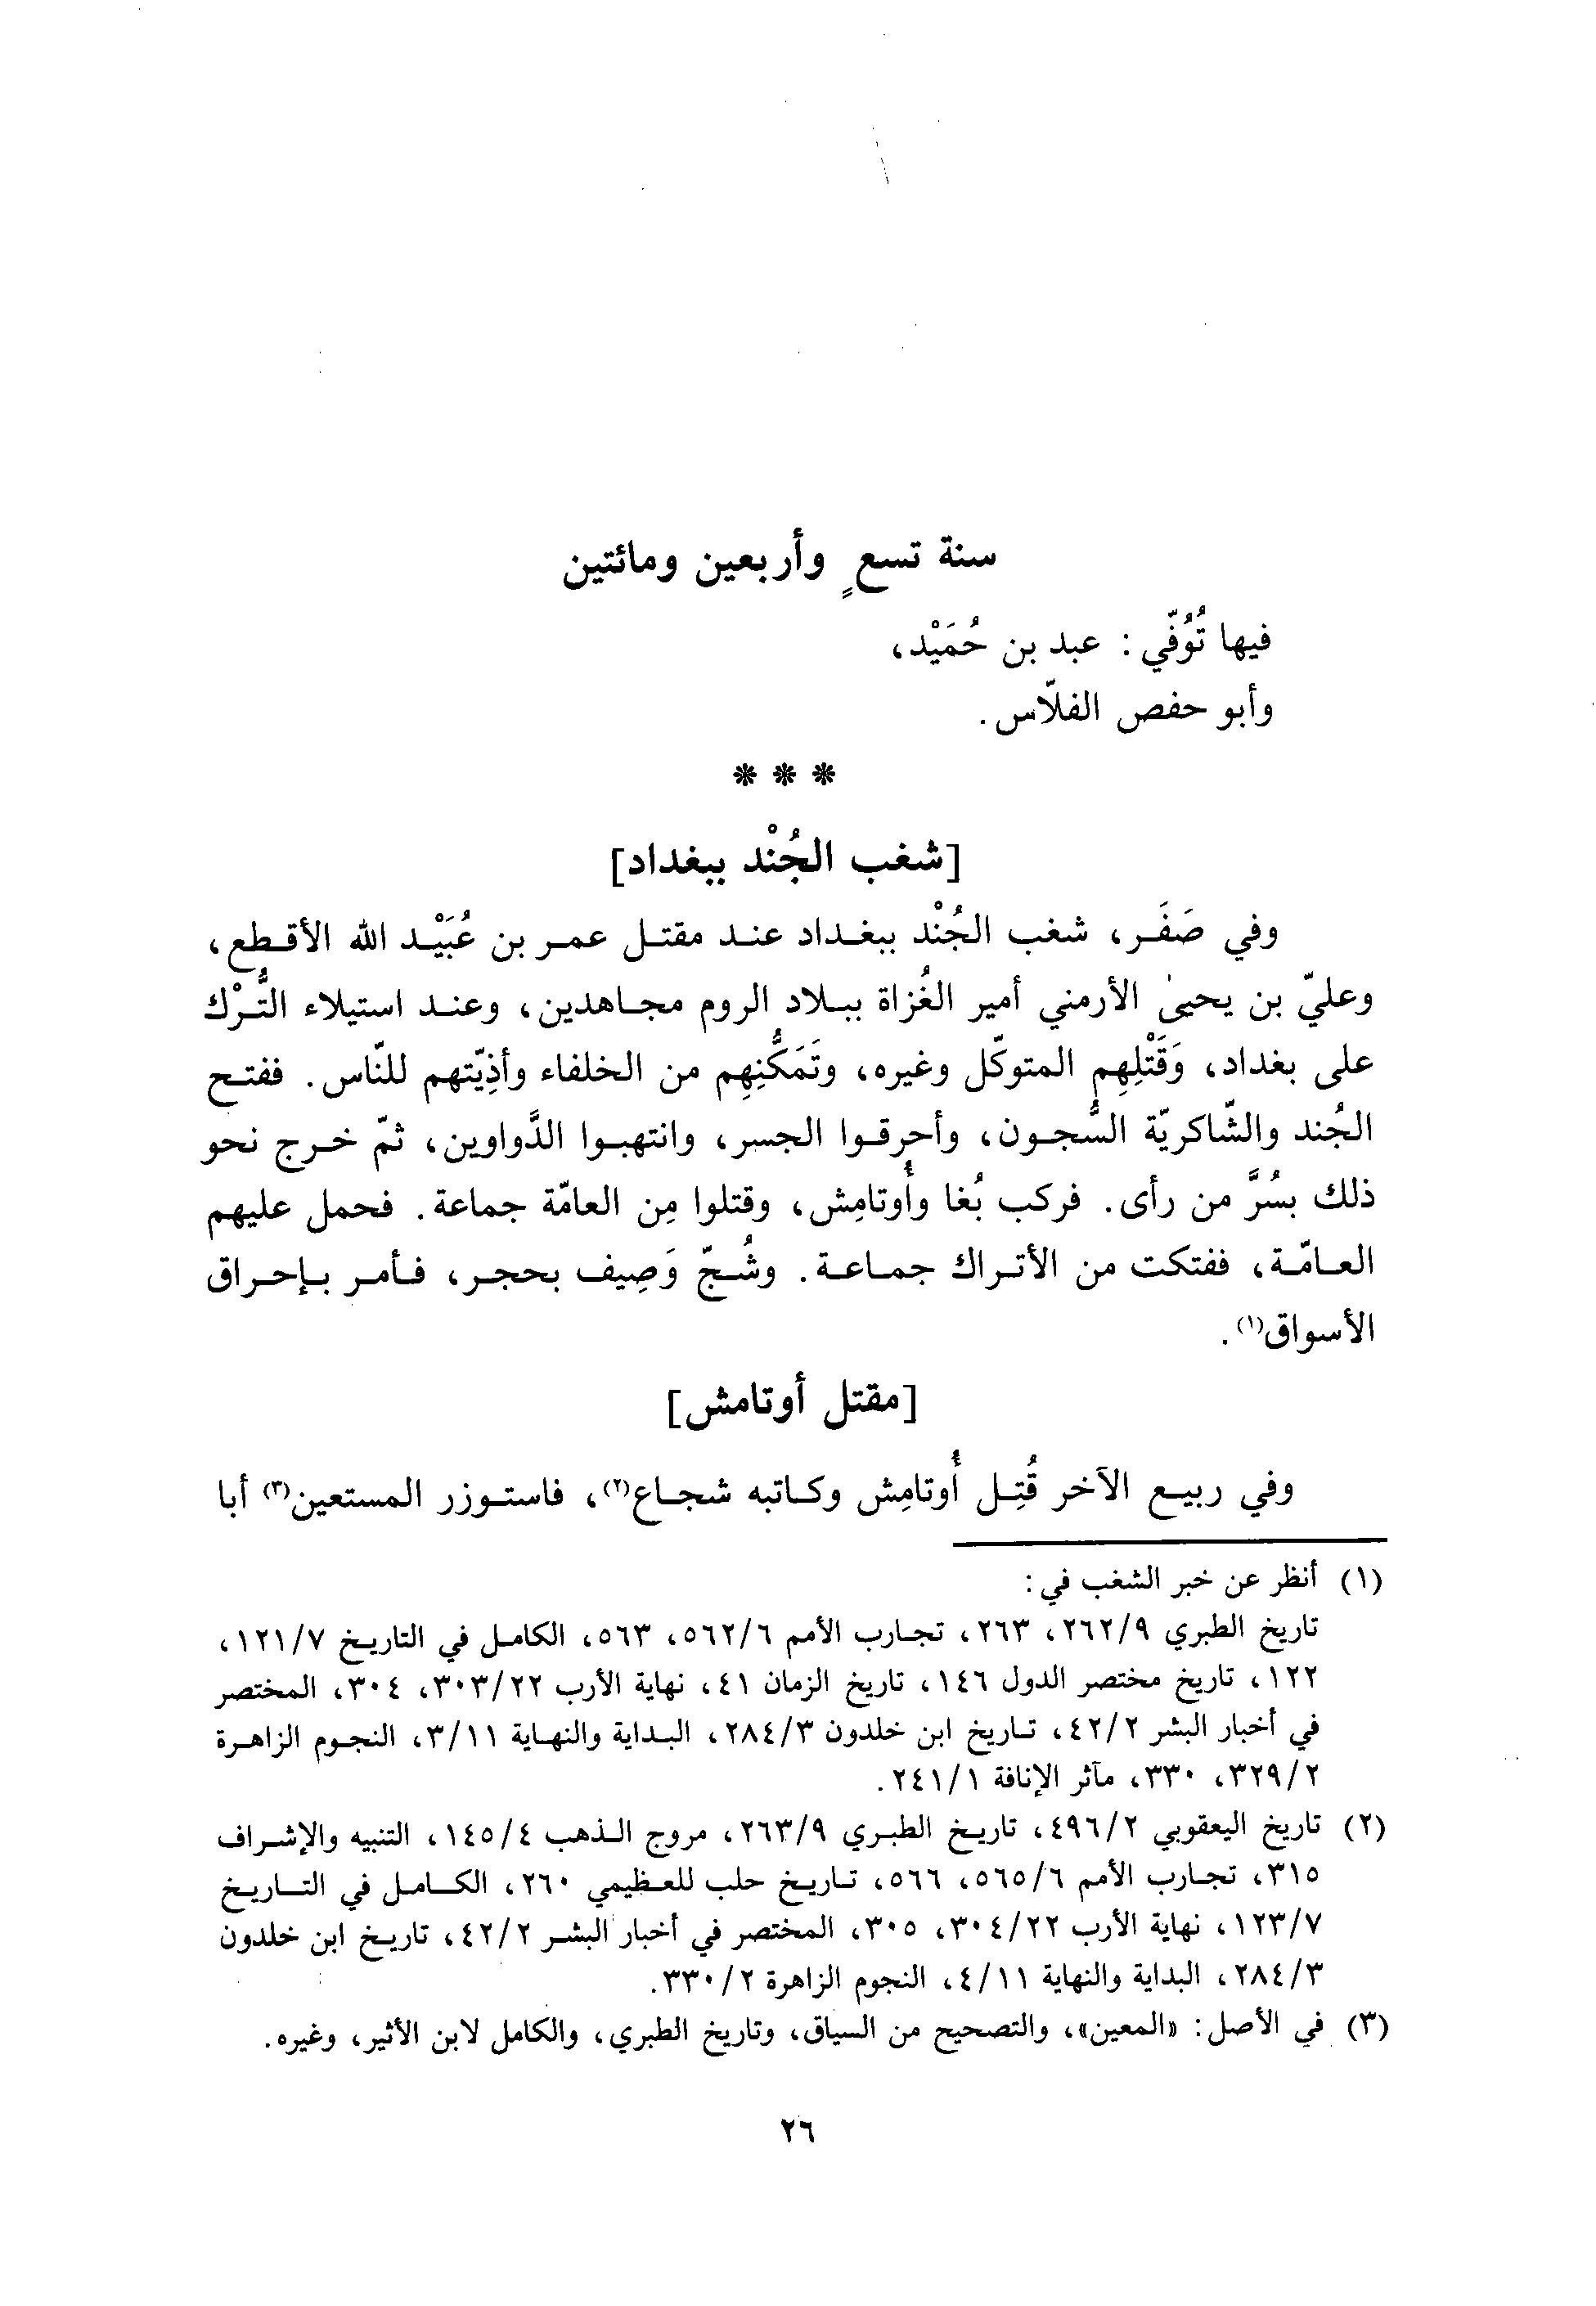 سنة تسعٍ وأربعين ومائتين
فيها تُوُفّي: عبد بن حُمَيْد،
وأبو حفص الفلّاس.
* * *
[شغب الجُنْد ببغداد]
وفي صَفَر، شغب الجُنْد ببغداد عند مقتل عمر بن عُبَيْد الله الأقطع،
وعليّ بن يحيىٰ الأرمني أمير الغُزاة ببلاد الروم مجاهدين، وعند استيلاء التُّرْك
على بغداد، وَقَتْلِهِم المتوكّل وغيره، وتَمَكُّنِهِم من الخلفاء وأذِيّتهم للنّاس. ففتح
الجُند والشّاكريّة السُّجون، وأحرقوا الجسر، وانتهبوا الدَّواوين، ثمّ خرج نحو
ذلك بسُرَّ من رأى. فركب بُغا وأُوتامِش، وقتلوا مِن العامّة جماعة. فحمل عليهم
العامّة، ففتكت من الأتراك جماعة. وشُجّ وَصِيف بحجر، فأمر بإحراق
الأسواق(١).
[مقتل أوتامش]
وفي ربيع الآخر قُتِل أُوتامِش وكاتبه شجاع(٢)، فاستوزر المستعين(٣) أبا
(١) أنظر عن خبر الشغب في:
تاريخ الطبري ٢٦٢/٩، ٢٦٣، تجارب الأمم ٥٦٢/٦، ٥٦٣، الكامل في التاريخ ١٢١/٧،
١٢٢، تاريخ مختصر الدول ١٤٦، تاريخ الزمان ٤١، نهاية الأرب ٣٠٣/٢٢، ٣٠٤، المختصر
في أخبار البشر ٤٢/٢، تاريخ ابن خلدون ٢٨٤/٣، البداية والنهاية ٣/١١، النجوم الزاهرة
٣٢٩/٢، ٣٣٠، مآثر الإنافة ٢٤١/١.
(٢) تاريخ اليعقوبي ٤٩٦/٢، تاريخ الطبري ٢٦٣/٩، مروج الذهب ١٤٥/٤، التنبيه والإشراف
٣١٥، تجارب الأمم ٥٦٥/٦، ٥٦٦، تاريخ حلب للعظيمي ٢٦٠، الكامل في التاريخ
١٢٣/٧، نهاية الأرب ٣٠٤/٢٢، ٣٠٥، المختصر في أخبار البشر ٤٢/٢، تاريخ ابن خلدون
٢٨٤/٣، البداية والنهاية ٤/١١، النجوم الزاهرة ٣٣٠/٢.
(٣) في الأصل: «المعين»، والتصحيح من السياق، وتاريخ الطبري، والكامل لابن الأثير، وغيره.
٢٦